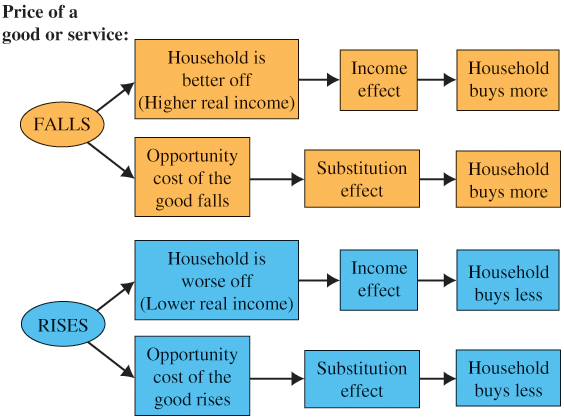 Price of a
good or service:
Household is
better off
(Higher real income)
Income
effect
Household
buys more
FALLS
Opportunity
cost of the
good falls
Substitution
effect
Household
buys more
Household is
worse off
(Lower real income)
Income
effect
Household
buys less
RISES
Opportunity
cost of the
good rises
Substitution
effect
Household
buys less